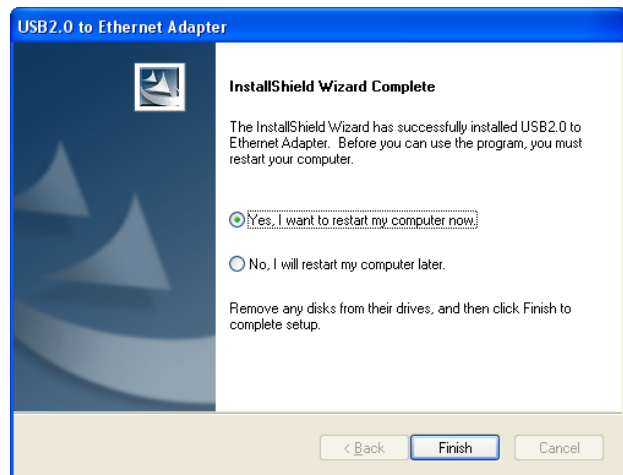 USB2.0 to Ethernet Adapter
InstallShield Wizard Complete
The InstallShield Wizard has successfully installed USB2.0 to
Ethernet Adapter. Before you can use the program, you must
restart your computer.
Yes, I want to restart my computer now.
No, I will restart my computer later.
Remove any disks from their drives, and then click Finish to
complete setup.
< Back
Finish
Cancel